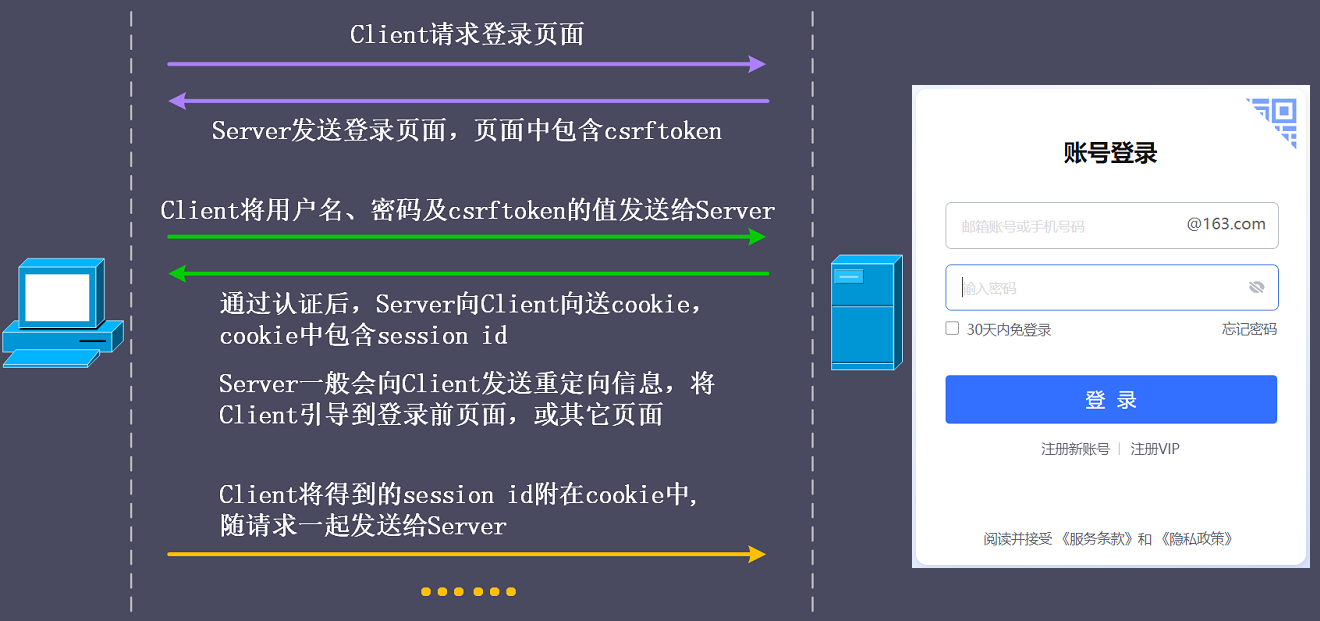 Client请求登录页面
Server发送登录页面，页面中包含csrftoken
Client将用户名、密码及csrftoken的值发送给Server
通过认证后，Server向Client向送cookie，
cookie中包含session id
Server一般会向Client发送重定向信息，将
Client引导到登录前页面，或其它页面
Client将得到的session id附在cookie中，
随请求一起发送给Server
账号登录
邮箱账号或手机号码 @163.com
输入密码
30天内免登录 忘记密码
登 录
注册新账号 | 注册VIP
阅读并接受《服务条款》和《隐私政策》